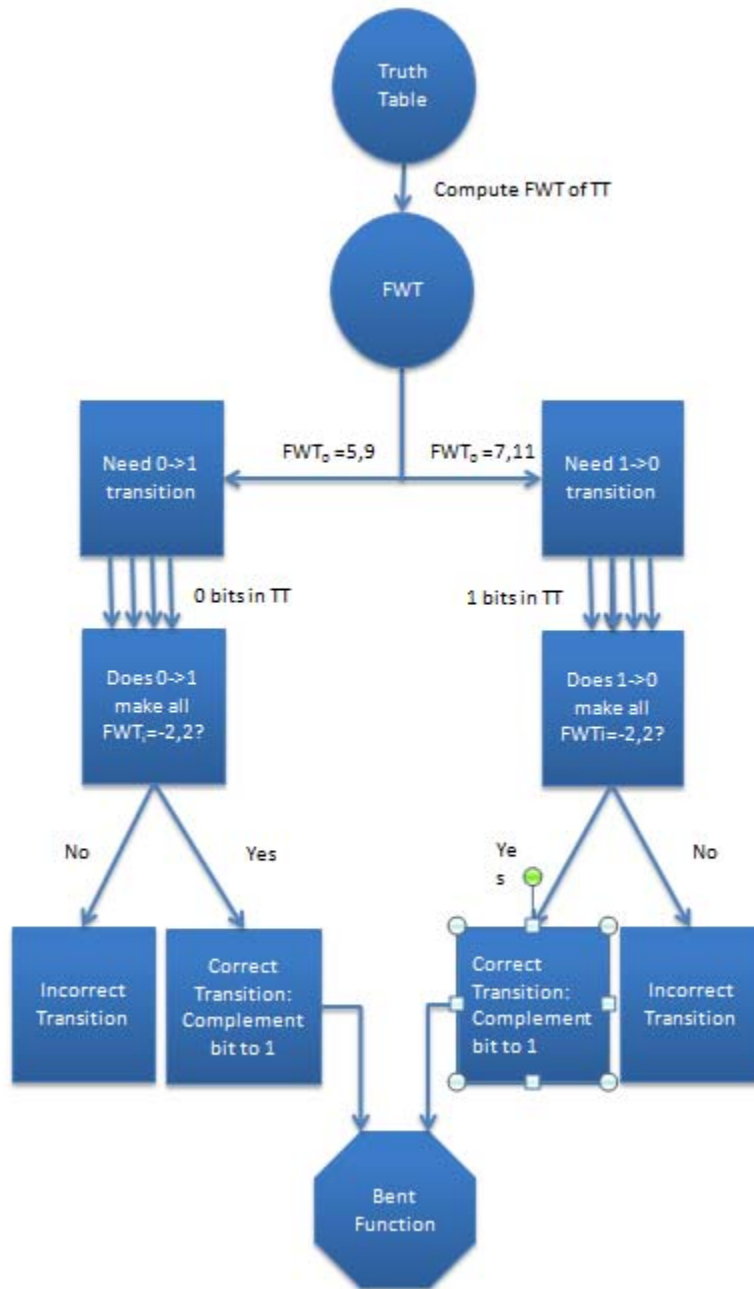 Truth
Table
Compute FWT of TT
FWT
FWT₀ =5,9
FWT₀ =7,11
Need 0->1
transition
Need 1->0
transition
0 bits in TT
1 bits in TT
Does 0->1
make all
FWTᵢ=-2,2?
Does 1->0
make all
FWTi=-2,2?
No
Yes
Ye
s
No
Incorrect
Transition
Correct
Transition:
Complement
bit to 1
Correct
Transition:
Complement
bit to 1
Incorrect
Transition
Bent
Function